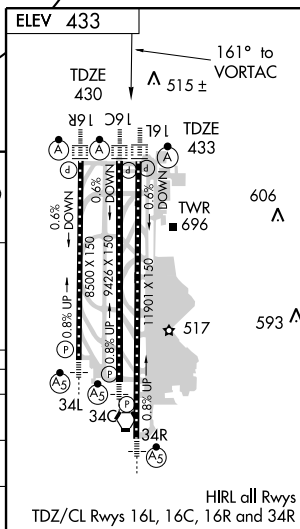 ELEV 433
161° to
VORTAC
TDZE
430
515 ±
16R
16C
16L
TDZE
433
A
A
A
P
P
P
0.6%
DOWN
0.6%
DOWN
0.6%
DOWN
TWR
696
606
8500 X 150
9426 X 150
11901 X 150
517
593
0.8% UP
0.8% UP
0.8% UP
P
P
P
A5
A5
A5
34L
34C
34R
HIRL all Rwys
TDZ/CL Rwys 16L, 16C, 16R and 34R